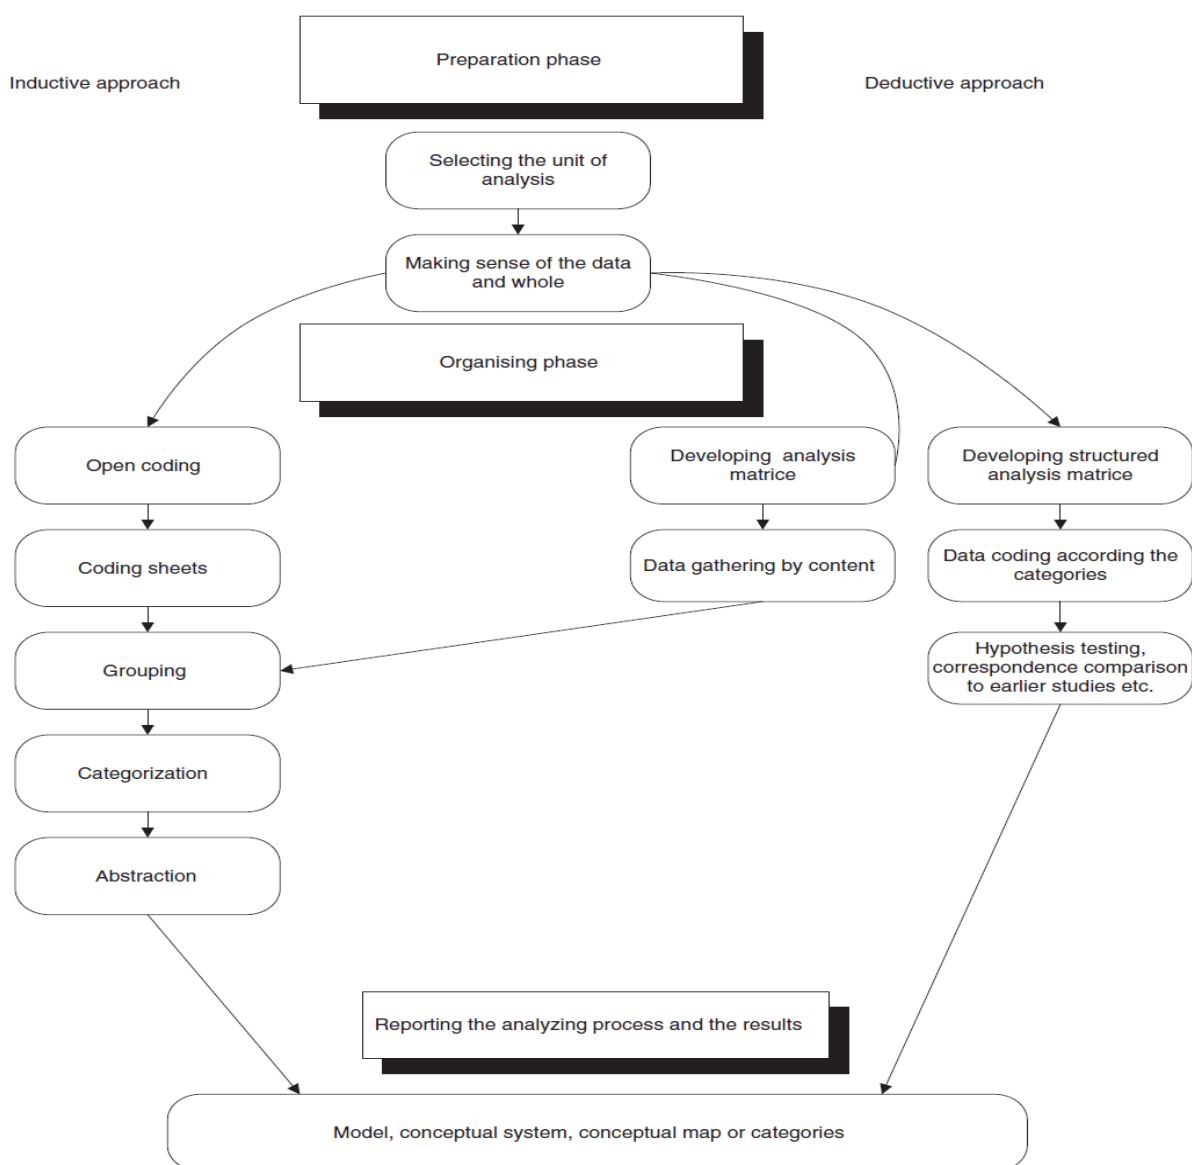 Preparation phase
Inductive approach
Deductive approach
Selecting the unit of
analysis
Making sense of the data
and whole
Organising phase
Open coding
Developing analysis
matrice
Developing structured
analysis matrice
Coding sheets
Data gathering by content
Data coding according the
categories
Grouping
Hypothesis testing,
correspondence comparison
to earlier studies etc.
Categorization
Abstraction
Reporting the analyzing process and the results
Model, conceptual system, conceptual map or categories